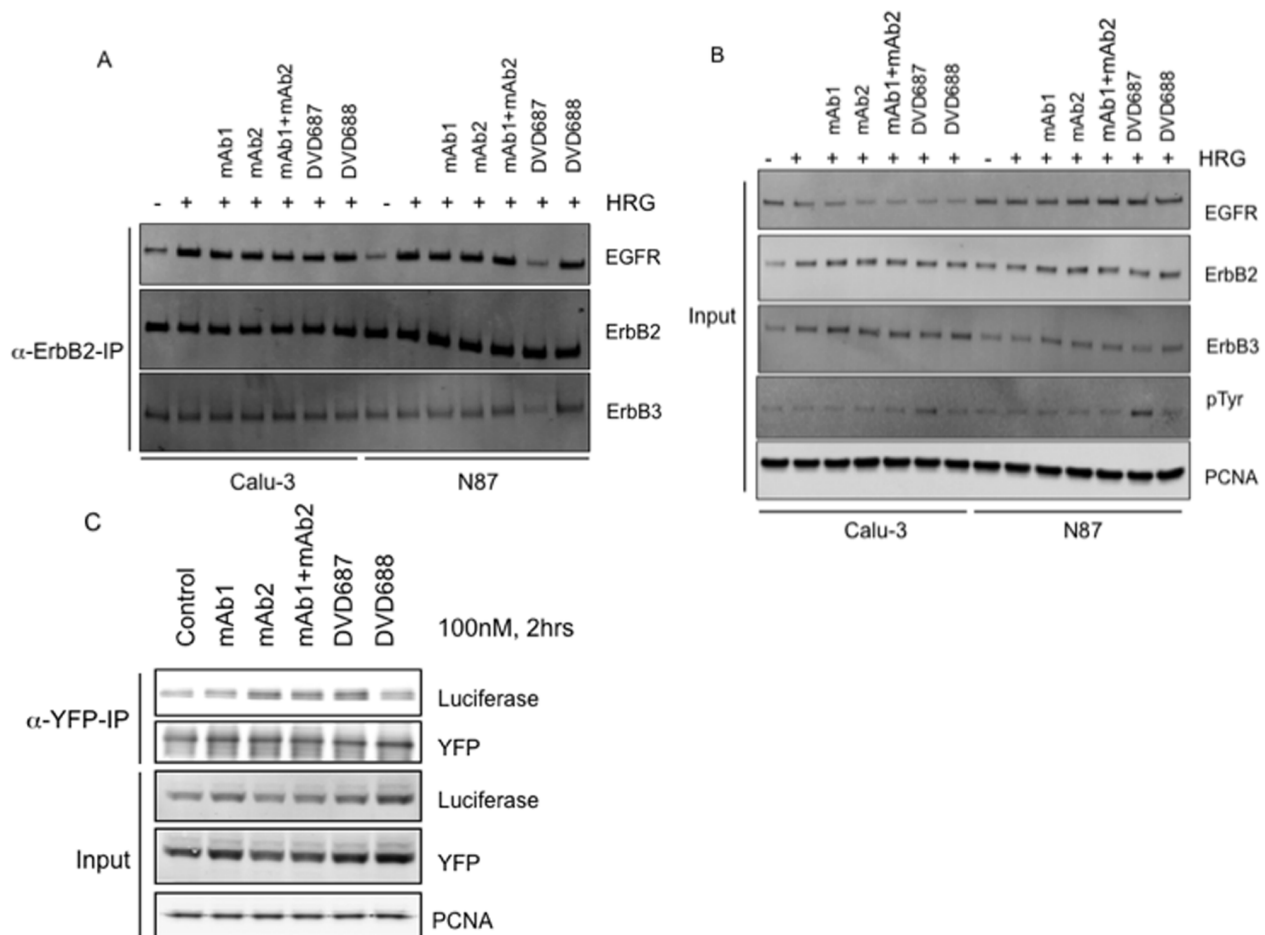 A
mAb1
mAb2
mAb1+mAb2
DVD687
DVD688
mAb1
mAb2
mAb1+mAb2
DVD687
DVD688
- + + + + + + - + + + + + + HRG
α-ErbB2-IP
EGFR
ErbB2
ErbB3
Calu-3 N87
B
mAb1
mAb2
mAb1+mAb2
DVD687
DVD688
mAb1
mAb2
mAb1+mAb2
DVD687
DVD688
- + + + + + + - + + + + + + HRG
Input
EGFR
ErbB2
ErbB3
pTyr
PCNA
Calu-3 N87
C
Control
mAb1
mAb2
mAb1+mAb2
DVD687
DVD688
100nM, 2hrs
α-YFP-IP
Luciferase
YFP
Input
Luciferase
YFP
PCNA